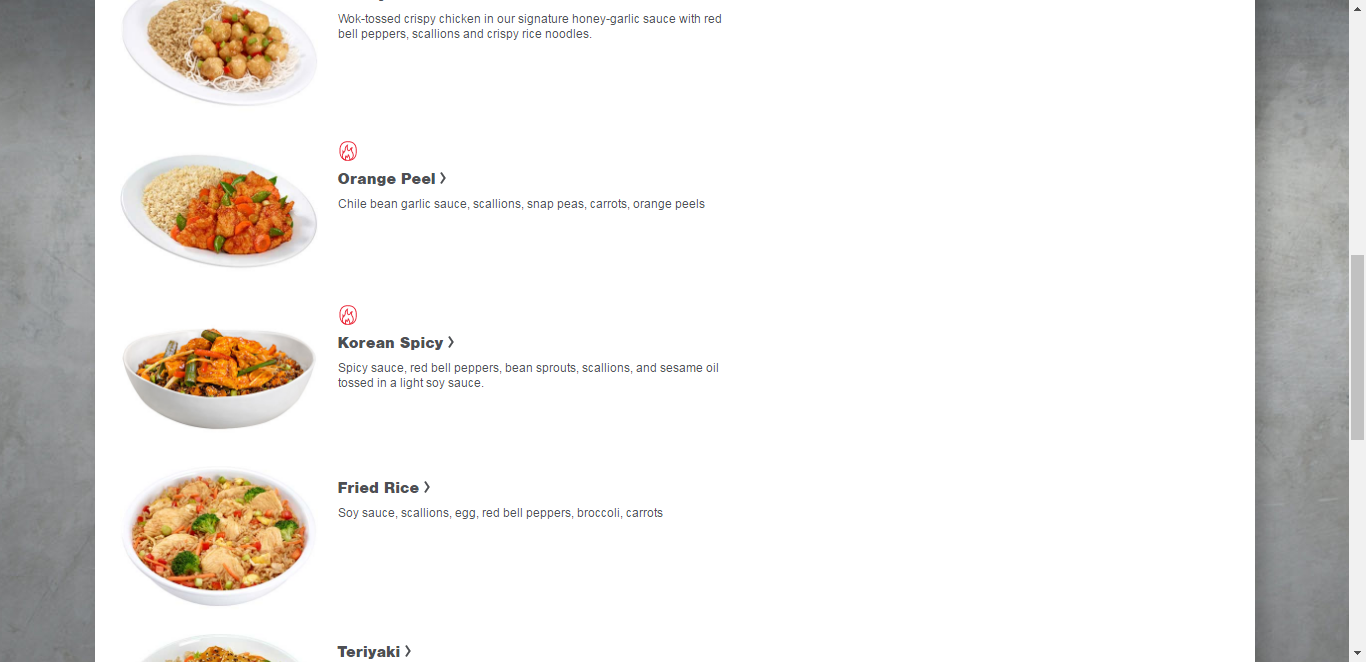 Wok-tossed crispy chicken in our signature honey-garlic sauce with red
bell peppers, scallions and crispy rice noodles.
Orange Peel
Chile bean garlic sauce, scallions, snap peas, carrots, orange peels
Korean Spicy
Spicy sauce, red bell peppers, bean sprouts, scallions, and sesame oil
tossed in a light soy sauce.
Fried Rice
Soy sauce, scallions, egg, red bell peppers, broccoli, carrots
Teriyaki